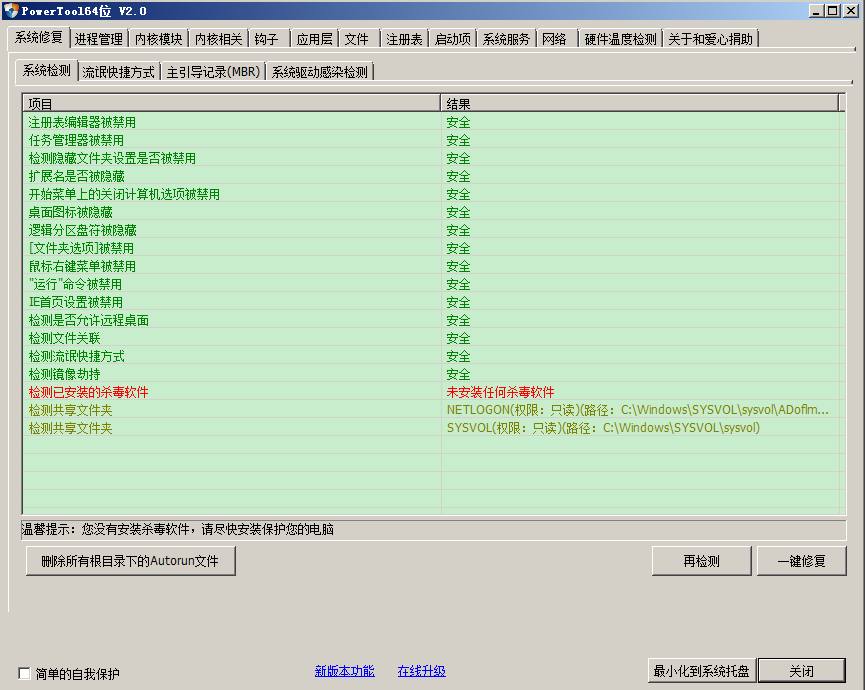 PowerTool64位 V2.0
系统修复 进程管理 内核模块 内核相关 钩子 应用层 文件 注册表 启动项 系统服务 网络 硬件温度检测 关于和爱心捐助
系统检测 流氓快捷方式 主引导记录(MBR) 系统驱动感染检测
项目 结果
注册表编辑器被禁用 安全
任务管理器被禁用 安全
检测隐藏文件夹设置是否被禁用 安全
扩展名是否被隐藏 安全
开始菜单上的关闭计算机选项被禁用 安全
桌面图标被隐藏 安全
逻辑分区盘符被隐藏 安全
[文件夹选项]被禁用 安全
鼠标右键菜单被禁用 安全
"运行"命令被禁用 安全
IE首页设置被禁用 安全
检测是否允许远程桌面 安全
检测文件关联 安全
检测流氓快捷方式 安全
检测镜像劫持 安全
检测已安装的杀毒软件 未安装任何杀毒软件
检测共享文件夹 NETLOGON(权限: 只读)(路径: C:\Windows\SYSVOL\sysvol\ADoflm...
检测共享文件夹 SYSVOL(权限: 只读)(路径: C:\Windows\SYSVOL\sysvol)
温馨提示: 您没有安装杀毒软件, 请尽快安装保护您的电脑
删除所有根目录下的Autorun文件 再检测 一键修复
简单的自我保护 新版本功能 在线升级 最小化到系统托盘 关闭